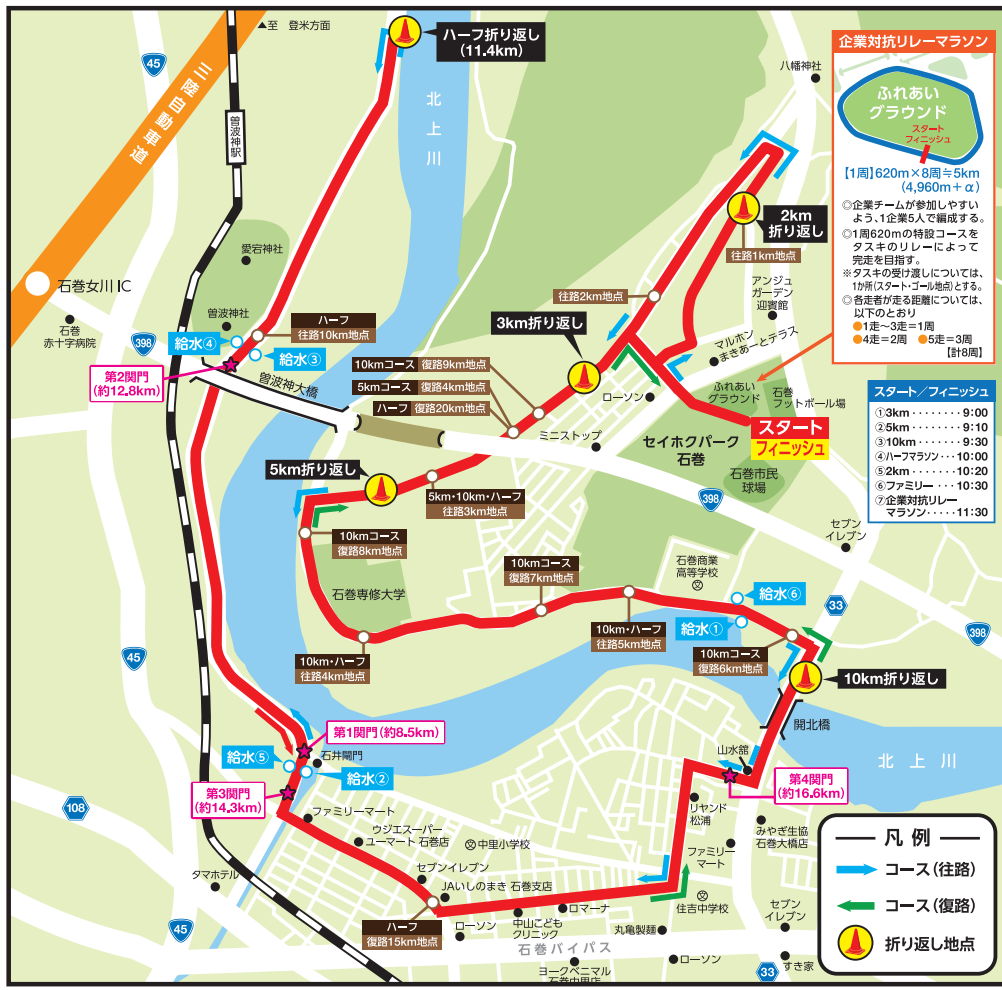 ▲至 登米方面
45
三陸自動車道
曽波神駅
ハーフ折り返し
(11.4km)
北上川
八幡神社
企業対抗リレーマラソン
ふれあい
グラウンド
スタート
フィニッシュ
【1周】620m×8周≒5km
(4,960m+α)
◎企業チームが参加しやすい
よう、1企業5人で編成する。
◎1周620mの特設コースを
タスキのリレーによって
完走を目指す。
※タスキの受け渡しについては、
1か所(スタート・ゴール地点)とする。
◎各走者が走る距離については、
以下のとおり
●1走～3走=1周
●4走=2周 ●5走=3周
【計8周】
2km
折り返し
往路1km地点
アンジュ
ガーデン
迎賓館
往路2km地点
マルホン
まきあーとテラス
3km折り返し
愛宕神社
石巻女川IC
石巻
赤十字病院
398
曽波神社
給水④
ハーフ
往路10km地点
給水③
第2関門
(約12.8km)
曽波神大橋
10kmコース 復路9km地点
5kmコース 復路4km地点
ハーフ 復路20km地点
ローソン
ふれあい
グラウンド
石巻
フットボール場
スタート
フィニッシュ
ミニストップ
セイホクパーク
石巻
石巻市民
球場
398
スタート/フィニッシュ
①3km・・・・・・・・9:00
②5km・・・・・・・・9:10
③10km・・・・・・・9:30
④ハーフマラソン・・・10:00
⑤2km・・・・・・・10:20
⑥ファミリー・・・10:30
⑦企業対抗リレー
マラソン・・・・・11:30
5km折り返し
5km・10km・ハーフ
往路3km地点
10kmコース
復路8km地点
石巻専修大学
10kmコース
復路7km地点
石巻商業
高等学校
文
セブン
イレブン
給水⑥
33
給水①
10km・ハーフ
往路5km地点
10km・ハーフ
往路4km地点
10kmコース
復路6km地点
398
10km折り返し
開北橋
45
第1関門(約8.5km)
石井閘門
給水⑤
給水②
第3関門
(約14.3km)
108
山水舘
北上川
第4関門
(約16.6km)
リヤンド
松浦
みやぎ生協
石巻大橋店
ファミリー
マート
ファミリーマート
ウジエスーパー
ユーマート 石巻店
文中里小学校
セブンイレブン
タマホテル
JAいしのまき 石巻支店
ハーフ
復路15km地点
ローソン
中山こども
クリニック
ロマーナ
文
住吉中学校
丸亀製麺
石巻バイパス
ヨークベニマル
石巻中里店
ローソン
セブン
イレブン
すき家
45
33
凡例
コース(往路)
コース(復路)
折り返し地点